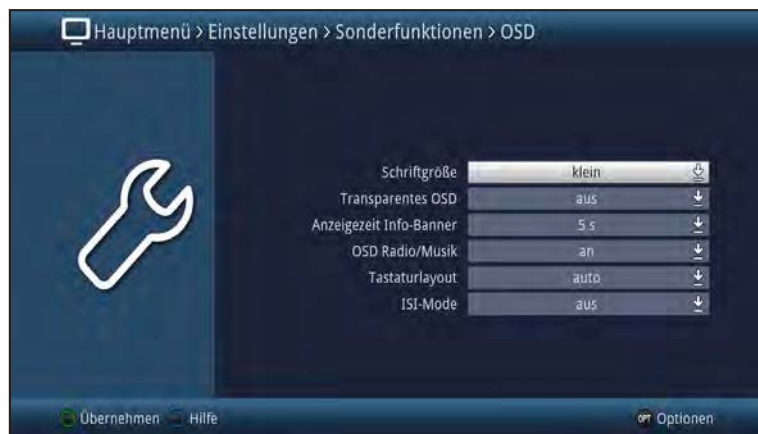 Hauptmenü > Einstellungen > Sonderfunktionen > OSD
Schriftgröße klein
Transparentes OSD aus
Anzeigezeit Info-Banner 5 s
OSD Radio/Musik an
Tastaturlayout auto
ISI-Mode aus
Übernehmen Hilfe OPT Optionen